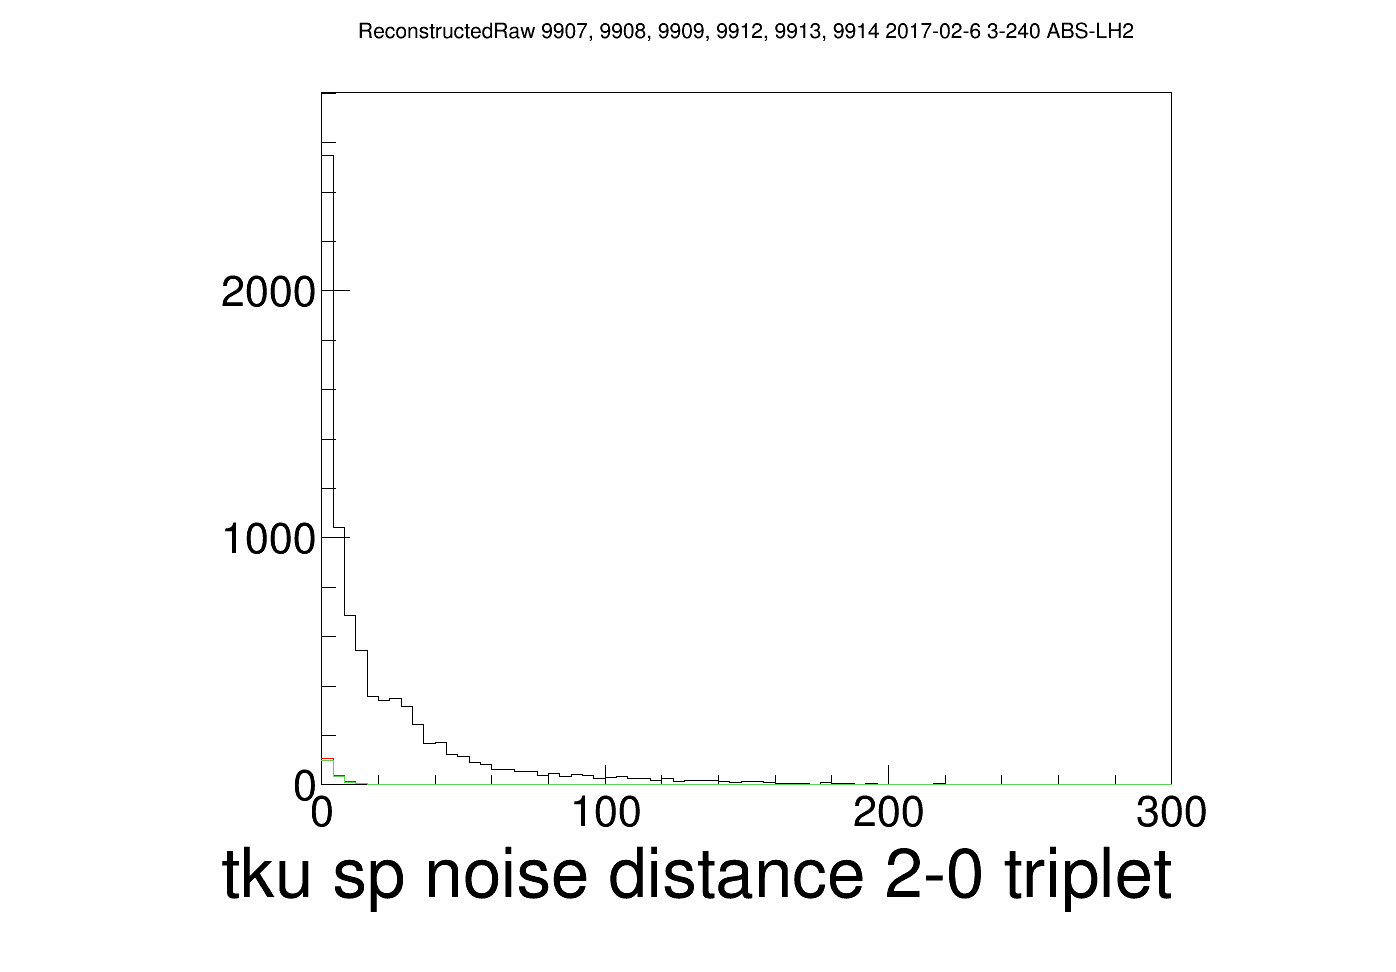 ReconstructedRaw 9907, 9908, 9909, 9912, 9913, 9914 2017-02-6 3-240 ABS-LH2
2000
1000
0
0 100 200 300
tku sp noise distance 2-0 triplet